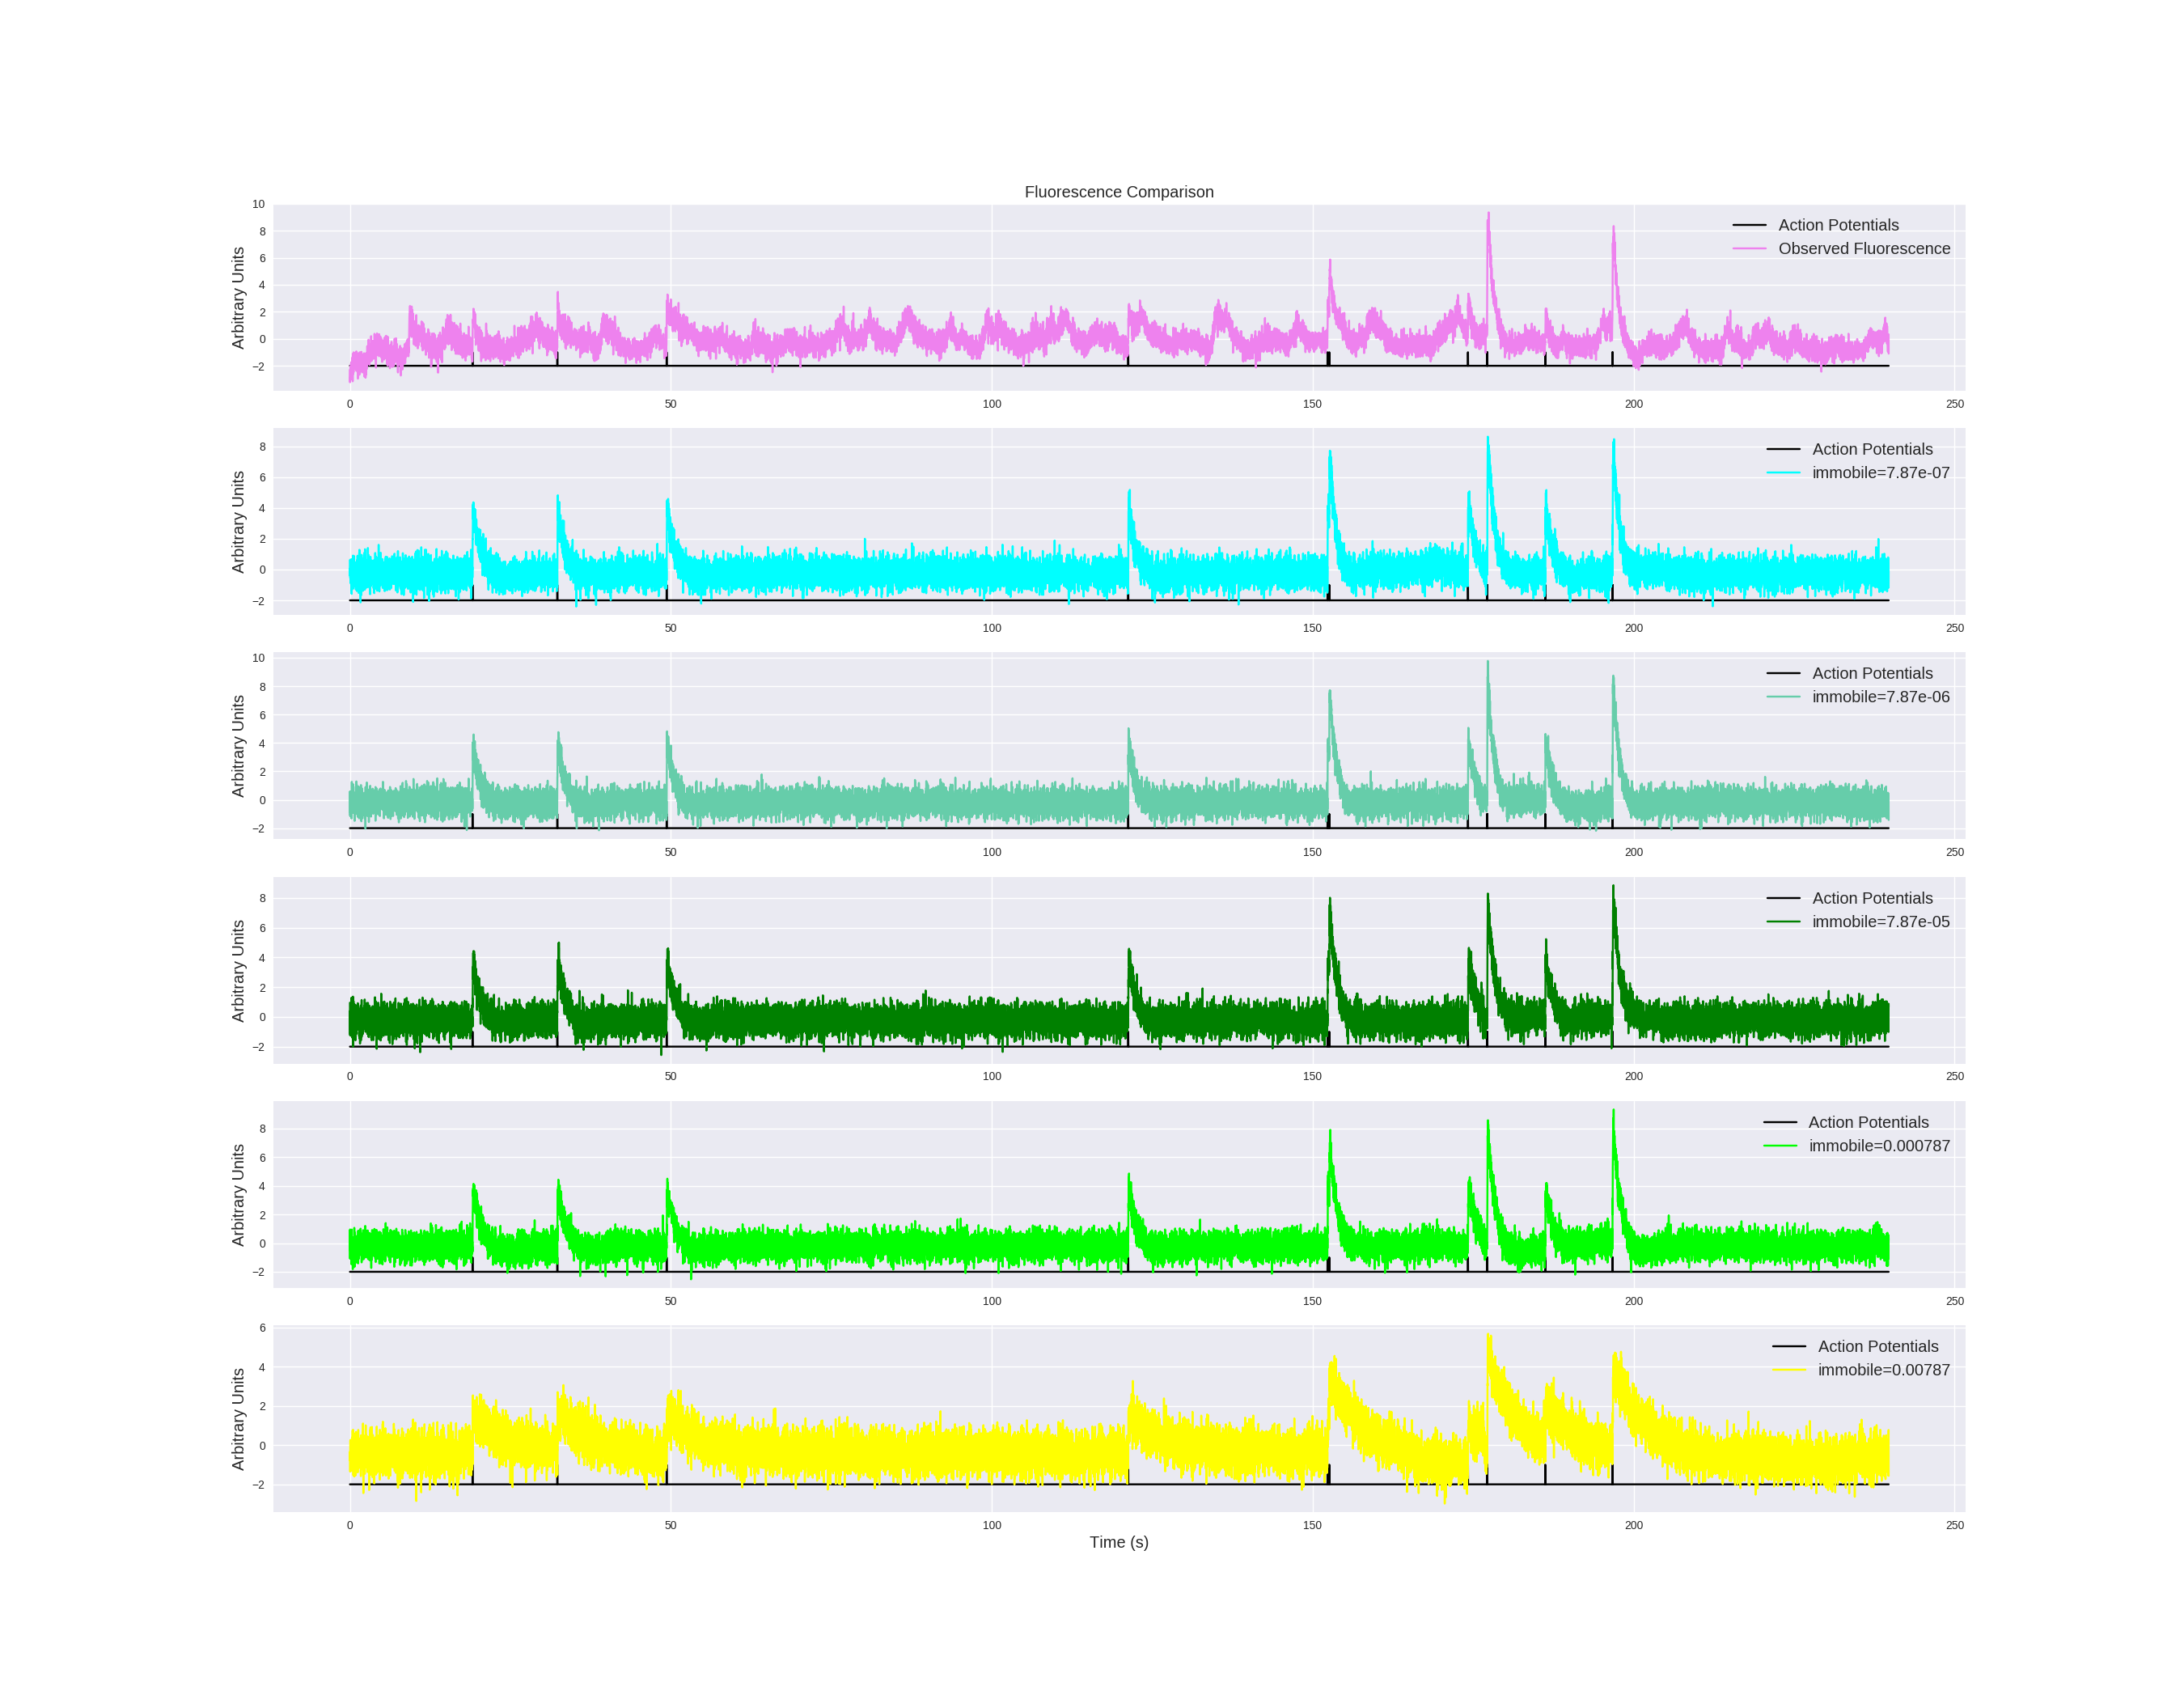 Fluorescence Comparison
10
8
6
4
2
0
−2
Arbitrary Units
Action Potentials
Observed Fluorescence
0 50 100 150 200 250
8
6
4
2
0
−2
Arbitrary Units
Action Potentials
immobile=7.87e-07
0 50 100 150 200 250
10
8
6
4
2
0
−2
Arbitrary Units
Action Potentials
immobile=7.87e-06
0 50 100 150 200 250
8
6
4
2
0
−2
Arbitrary Units
Action Potentials
immobile=7.87e-05
0 50 100 150 200 250
8
6
4
2
0
−2
Arbitrary Units
Action Potentials
immobile=0.000787
0 50 100 150 200 250
6
4
2
0
−2
Arbitrary Units
Action Potentials
immobile=0.00787
0 50 100 150 200 250
Time (s)